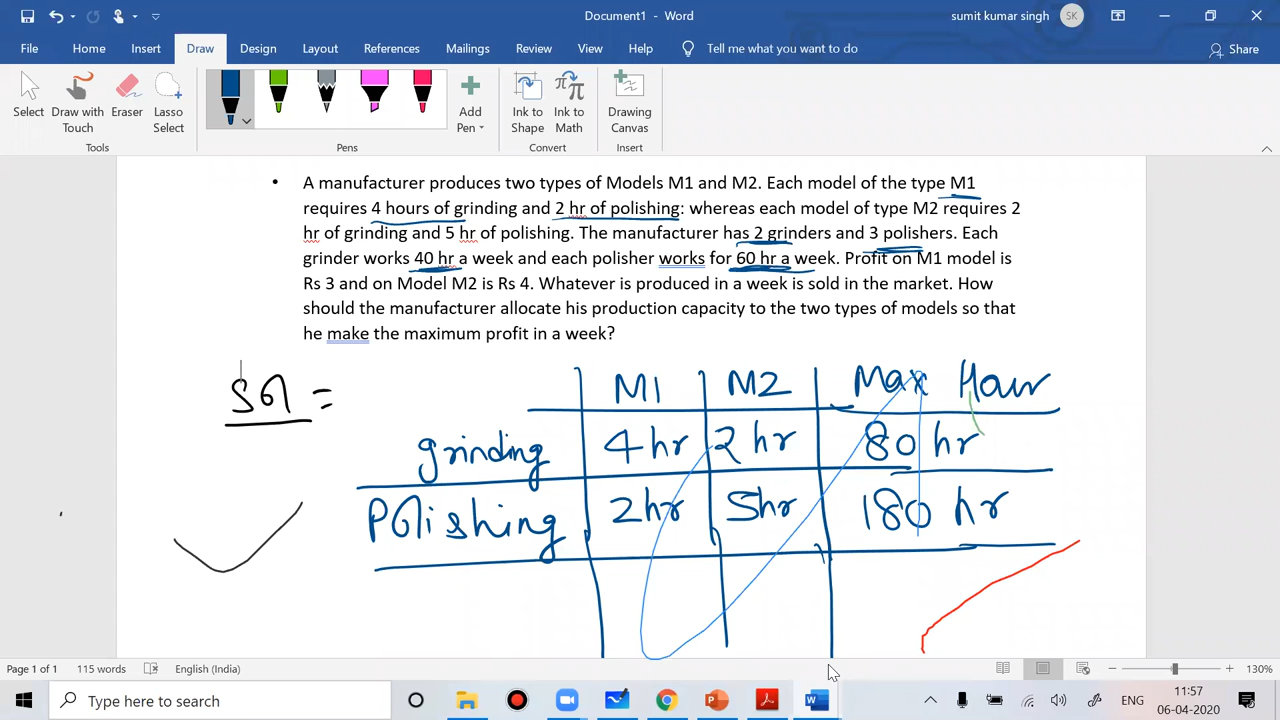 Document1 - Word
sumit kumar singh
SK
File Home Insert Draw Design Layout References Mailings Review View Help Tell me what you want to do Share
Select Draw with Touch Eraser Lasso Select Add Pen Ink to Shape Ink to Math Drawing Canvas
Tools Pens Convert Insert
• A manufacturer produces two types of Models M1 and M2. Each model of the type M1
requires 4 hours of grinding and 2 hr of polishing: whereas each model of type M2 requires 2
hr of grinding and 5 hr of polishing. The manufacturer has 2 grinders and 3 polishers. Each
grinder works 40 hr a week and each polisher works for 60 hr a week. Profit on M1 model is
Rs 3 and on Model M2 is Rs 4. Whatever is produced in a week is sold in the market. How
should the manufacturer allocate his production capacity to the two types of models so that
he make the maximum profit in a week?
M1 M2 Max Hour
grinding 4 hr 2 hr 80 hr
Polishing 2hr 5hr 180 hr
Page 1 of 1 115 words English (India) 130%
Type here to search
ENG
11:57
06-04-2020